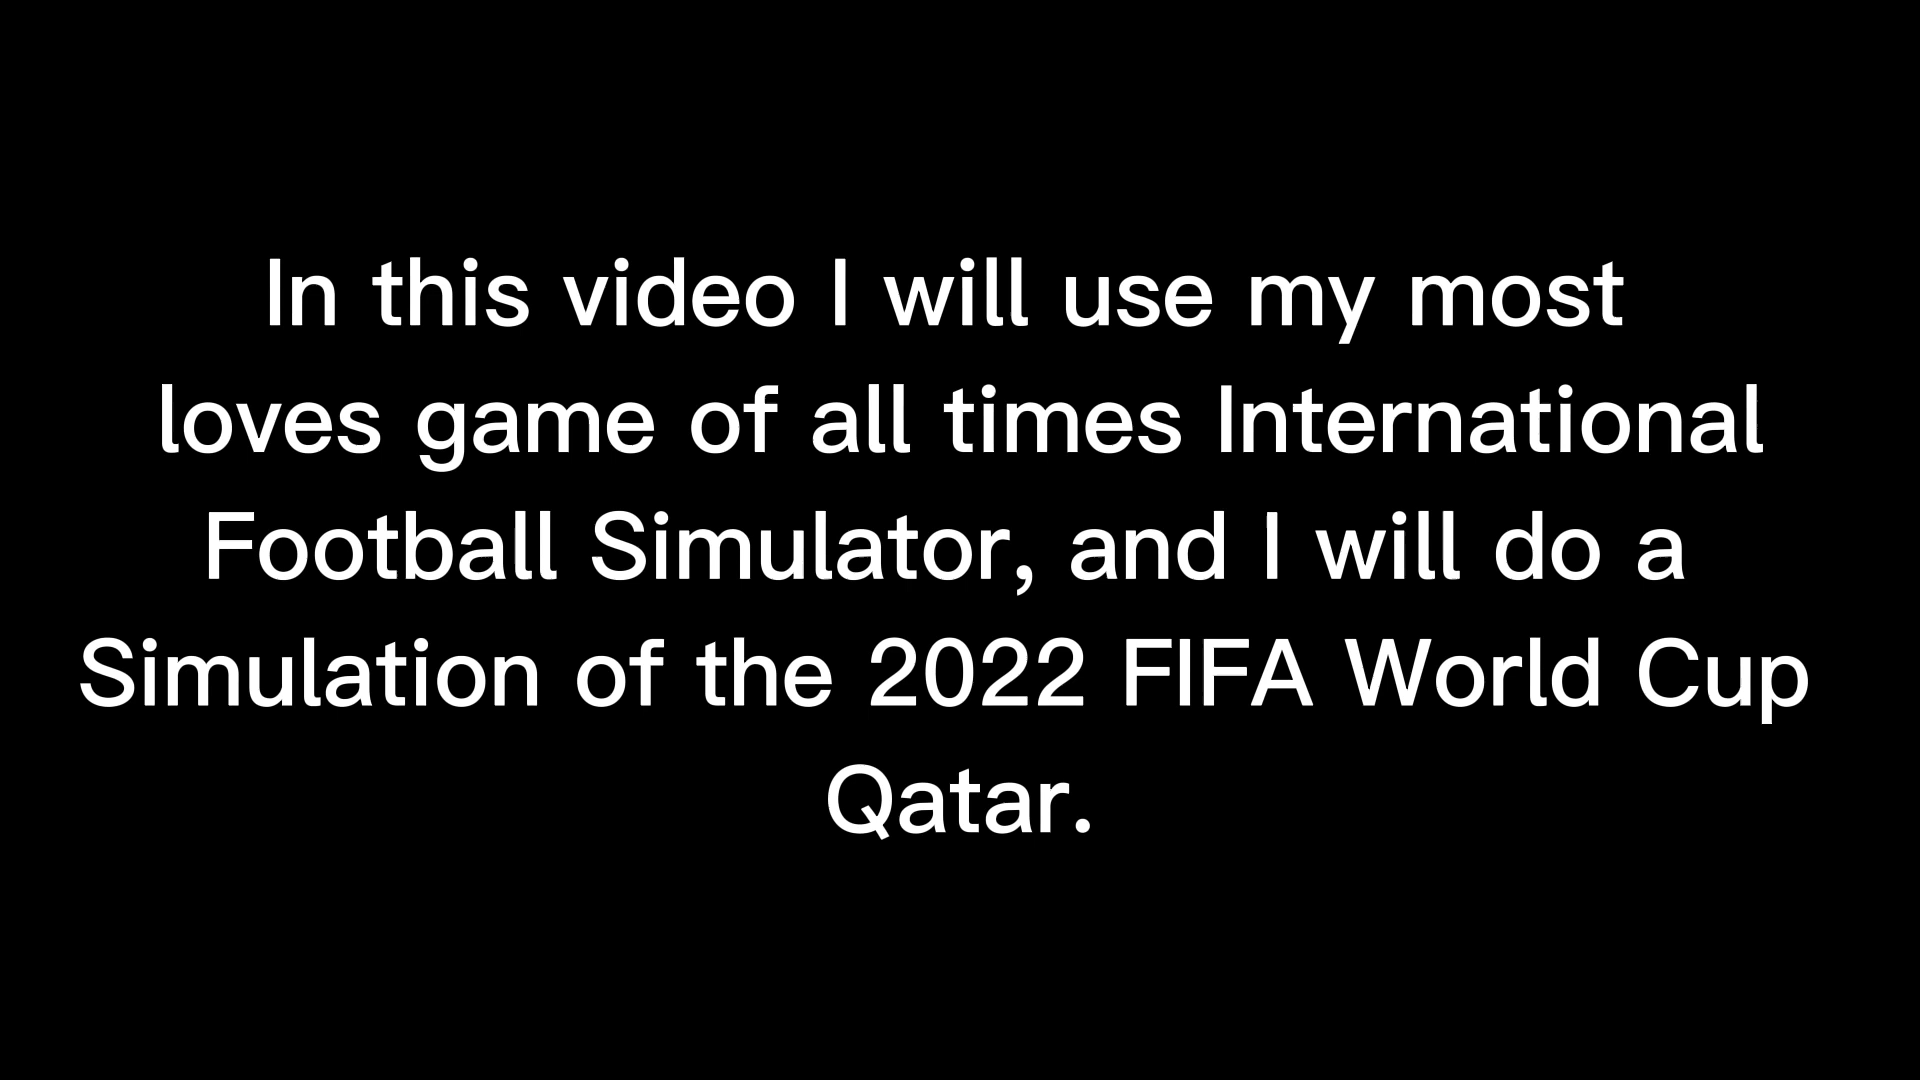 In this video I will use my most
loves game of all times International
Football Simulator, and I will do a
Simulation of the 2022 FIFA World Cup
Qatar.